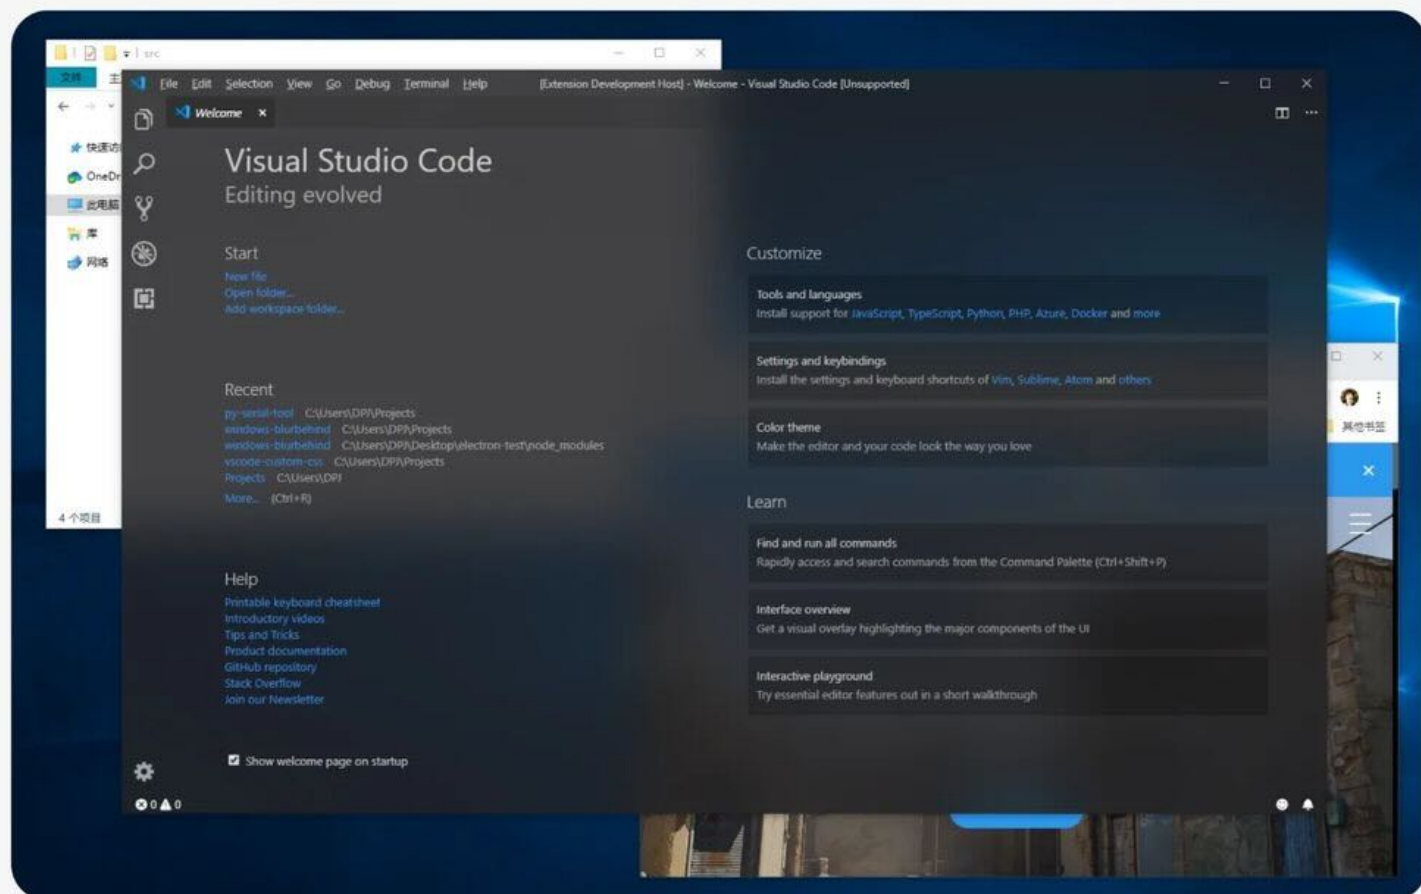 src
文件
主
File Edit Selection View Go Debug Terminal Help
[Extension Development Host] - Welcome - Visual Studio Code [Unsupported]
Welcome
快速访
OneDr
此电脑
库
网络
4 个项目
Visual Studio Code
Editing evolved
Start
New file
Open folder...
Add workspace folder...
Recent
py-serial-tool C:\Users\DPJ\Projects
windows-blurbehind C:\Users\DPJ\Projects
windows-blurbehind C:\Users\DPJ\Desktop\electron-test\node_modules
vscode-custom-css C:\Users\DPJ\Projects
Projects C:\Users\DPJ
More... (Ctrl+R)
Help
Printable keyboard cheatsheet
Introductory videos
Tips and Tricks
Product documentation
GitHub repository
Stack Overflow
Join our Newsletter
Show welcome page on startup
0 0
Customize
Tools and languages
Install support for JavaScript, TypeScript, Python, PHP, Azure, Docker and more
Settings and keybindings
Install the settings and keyboard shortcuts of Vim, Sublime, Atom and others
Color theme
Make the editor and your code look the way you love
Learn
Find and run all commands
Rapidly access and search commands from the Command Palette (Ctrl+Shift+P)
Interface overview
Get a visual overlay highlighting the major components of the UI
Interactive playground
Try essential editor features out in a short walkthrough
其他书签